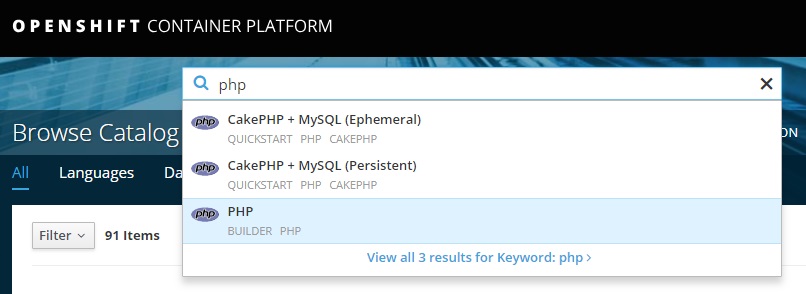 OPENSHIFT CONTAINER PLATFORM
php
php CakePHP + MySQL (Ephemeral)
QUICKSTART PHP CAKEPHP
Browse Catalog
ON
php CakePHP + MySQL (Persistent)
QUICKSTART PHP CAKEPHP
All Languages Da
php PHP
BUILDER PHP
Filter 91 Items
View all 3 results for Keyword: php >